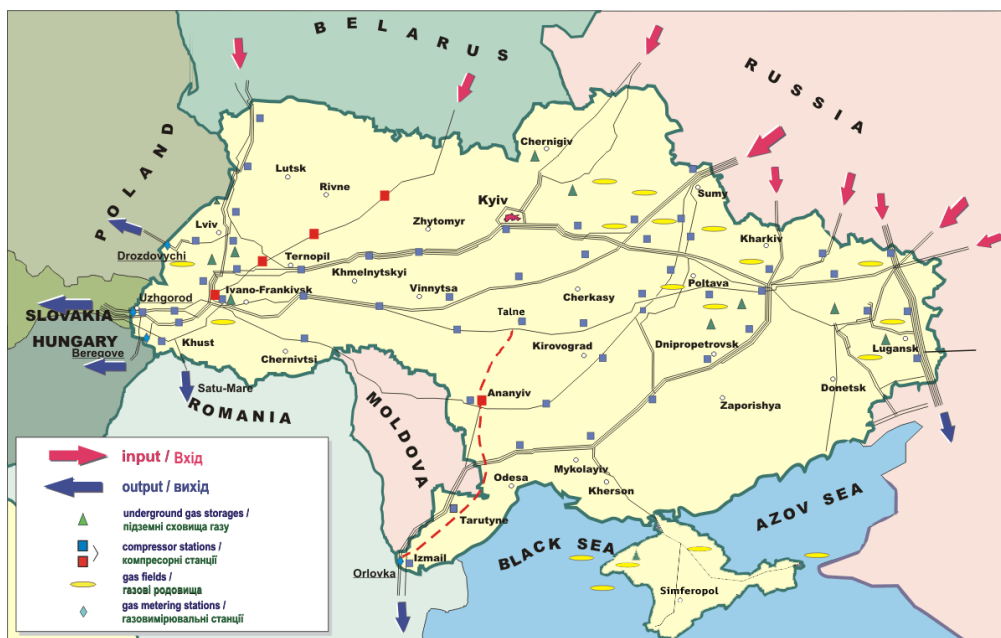 BELARUS
RUSSIA
POLAND
Chernigiv
Lutsk
Rivne
Kyiv
Sumy
Zhytomyr
Lviv
Kharkiv
Drozdovychi
Ternopil
Khmelnytskyi
Poltava
Uzhgorod
Ivano-Frankivsk
Vinnytsa
Cherkasy
SLOVAKIA
Talne
HUNGARY
Khust
Kirovograd
Dnipropetrovsk
Lugansk
Beregove
Chernivtsi
Satu-Mare
Donetsk
Ananyiv
ROMANIA
MOLDOVA
Zaporishya
input / Вхід
output / вихід
Mykolayiv
Odesa
Kherson
AZOV SEA
underground gas storages /
підземні сховища газу
Tarutyne
compressor stations /
компресорні станції
BLACK SEA
Izmail
Orlovka
gas fields /
газові родовища
Simferopol
gas metering stations /
газовимірювальні станції